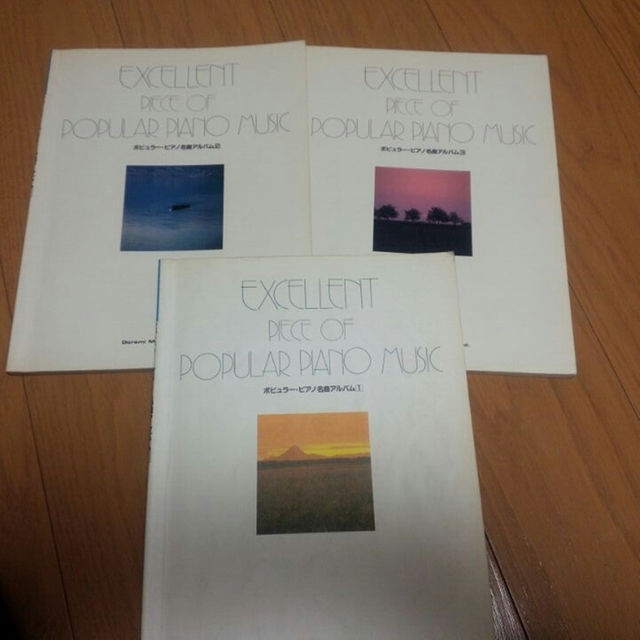 EXCELLENT
PIECE OF
POPULAR PIANO MUSIC
ポピュラー・ピアノ名曲アルバム②
EXCELLENT
PIECE OF
POPULAR PIANO MUSIC
ポピュラー・ピアノ名曲アルバム③
EXCELLENT
PIECE OF
POPULAR PIANO MUSIC
ポピュラー・ピアノ名曲アルバム①